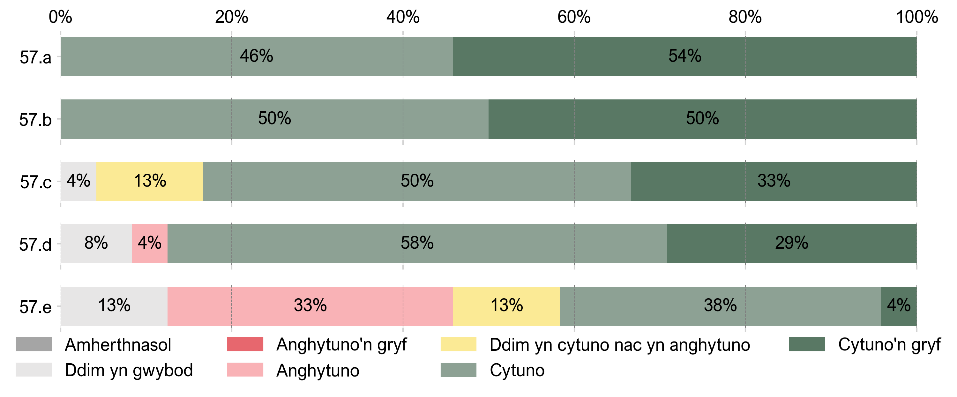 0% 20% 40% 60% 80% 100%
57.a 46% 54%
57.b 50% 50%
57.c 4% 13% 50% 33%
57.d 8% 4% 58% 29%
57.e 13% 33% 13% 38% 4%
Amherthnasol Anghytuno'n gryf Ddim yn cytuno nac yn anghytuno Cytuno'n gryf
Ddim yn gwybod Anghytuno Cytuno